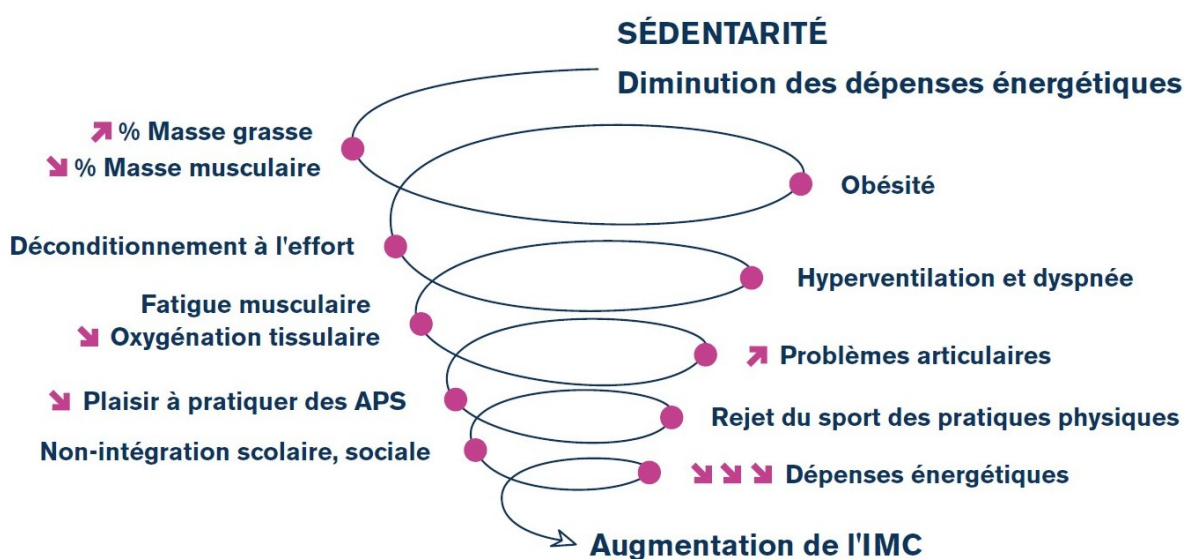 SÉDENTARITÉ
Diminution des dépenses énergétiques
↗ % Masse grasse
↘ % Masse musculaire
Obésité
Déconditionnement à l'effort
Hyperventilation et dyspnée
Fatigue musculaire
↘ Oxygénation tissulaire
↗ Problèmes articulaires
↘ Plaisir à pratiquer des APS
Rejet du sport des pratiques physiques
Non-intégration scolaire, sociale
↘ ↘ ↘ Dépenses énergétiques
Augmentation de l'IMC